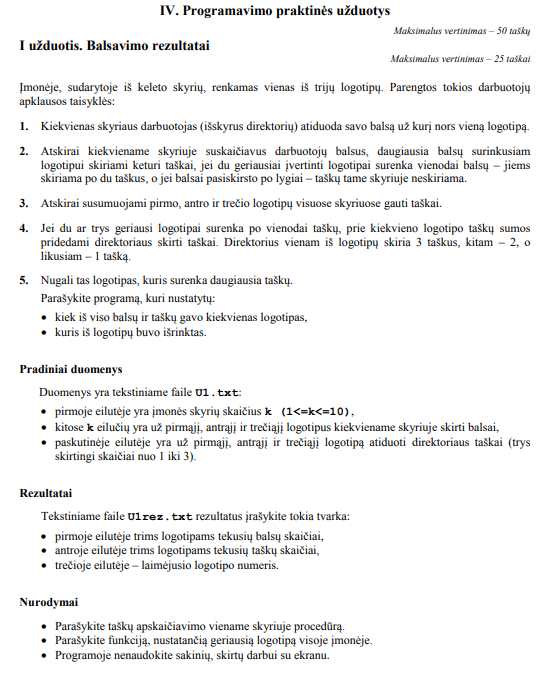 IV. Programavimo praktinės užduotys
Maksimalus vertinimas – 50 taškų
I užduotis. Balsavimo rezultatai
Maksimalus vertinimas – 25 taškai
Įmonėje, sudarytoje iš keleto skyrių, renkamas vienas iš trijų logotipų. Parengtos tokios darbuotojų
apklausos taisyklės:
1. Kiekvienas skyriaus darbuotojas (išskyrus direktorių) atiduoda savo balsą už kurį nors vieną logotipą.
2. Atskirai kiekviename skyriuje suskaičiavus darbuotojų balsus, daugiausia balsų surinkusiam
logotipui skiriami keturi taškai, jei du geriausiai įvertinti logotipai surenka vienodai balsų – jiems
skiriama po du taškus, o jei balsai pasiskirsto po lygiai – taškų tame skyriuje neskiriama.
3. Atskirai susumuojami pirmo, antro ir trečio logotipų visuose skyriuose gauti taškai.
4. Jei du ar trys geriausi logotipai surenka po vienodai taškų, prie kiekvieno logotipo taškų sumos
pridedami direktoriaus skirti taškai. Direktorius vienam iš logotipų skiria 3 taškus, kitam – 2, o
likusiam – 1 tašką.
5. Nugali tas logotipas, kuris surenka daugiausia taškų.
Parašykite programą, kuri nustatytų:
• kiek iš viso balsų ir taškų gavo kiekvienas logotipas,
• kuris iš logotipų buvo išrinktas.
Pradiniai duomenys
Duomenys yra tekstiniame faile U1.txt:
• pirmoje eilutėje yra įmonės skyrių skaičius k (1<=k<=10),
• kitose k eilučių yra už pirmąjį, antrąjį ir trečiąjį logotipus kiekviename skyriuje skirti balsai,
• paskutinėje eilutėje yra už pirmąjį, antrąjį ir trečiąjį logotipą atiduoti direktoriaus taškai (trys
skirtingi skaičiai nuo 1 iki 3).
Rezultatai
Tekstiniame faile U1rez.txt rezultatus įrašykite tokia tvarka:
• pirmoje eilutėje trims logotipams tekusių balsų skaičiai,
• antroje eilutėje trims logotipams tekusių taškų skaičiai,
• trečioje eilutėje – laimėjusio logotipo numeris.
Nurodymai
• Parašykite taškų apskaičiavimo viename skyriuje procedūrą.
• Parašykite funkciją, nustatančią geriausią logotipą visoje įmonėje.
• Programoje nenaudokite sakinių, skirtų darbui su ekranu.